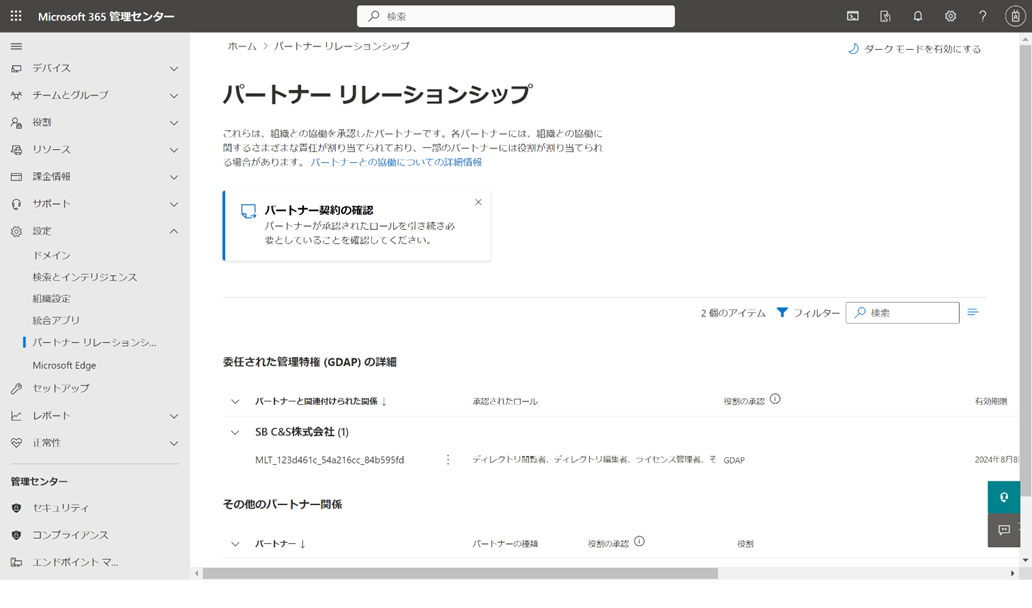 Microsoft 365 管理センター
検索
ホーム > パートナー リレーションシップ
ダーク モードを有効にする
デバイス
チームとグループ
役割
リソース
課金情報
サポート
設定
ドメイン
検索とインテリジェンス
組織設定
統合アプリ
パートナー リレーションシ...
Microsoft Edge
セットアップ
レポート
正常性
管理センター
セキュリティ
コンプライアンス
エンドポイント マ...
パートナー リレーションシップ
これらは、組織との協働を承認したパートナーです。各パートナーには、組織との協働に
関するさまざまな責任が割り当てられており、一部のパートナーには役割が割り当てられ
る場合があります。 パートナーとの協働についての詳細情報
パートナー契約の確認
パートナーが承認されたロールを引き続き必
要としていることを確認してください。
2 個のアイテム フィルター 検索
委任された管理特権 (GDAP) の詳細
パートナーと関連付けられた関係 ↓ 承認されたロール 役割の承認 有効期限
SB C&S株式会社 (1)
MLT_123d461c_54a216cc_84b595fd ディレクトリ閲覧者、ディレクトリ編集者、ライセンス管理者、そ GDAP 2024年8月8
その他のパートナー関係
パートナー ↓ パートナーの種類 役割の承認 役割